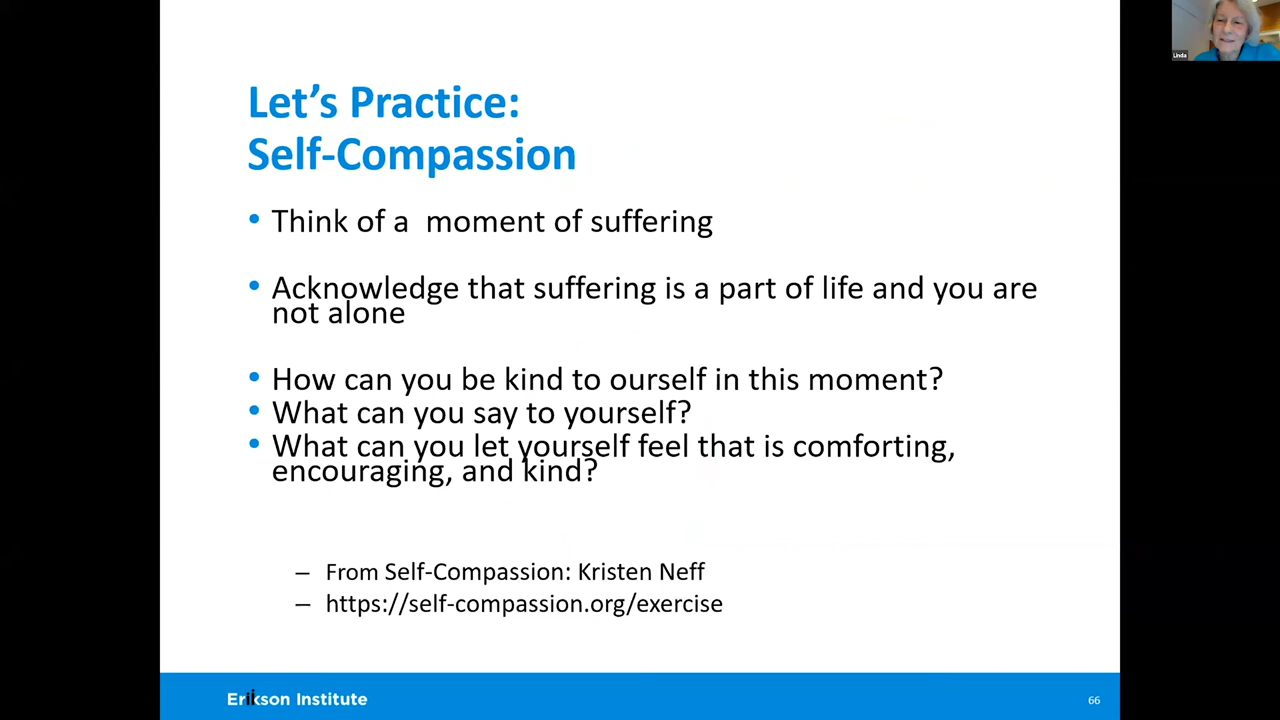 Linda
Let's Practice:
Self-Compassion
• Think of a  moment of suffering
• Acknowledge that suffering is a part of life and you are
not alone
• How can you be kind to ourself in this moment?
• What can you say to yourself?
• What can you let yourself feel that is comforting,
encouraging, and kind?
– From Self-Compassion: Kristen Neff
– https://self-compassion.org/exercise
Erikson Institute
66